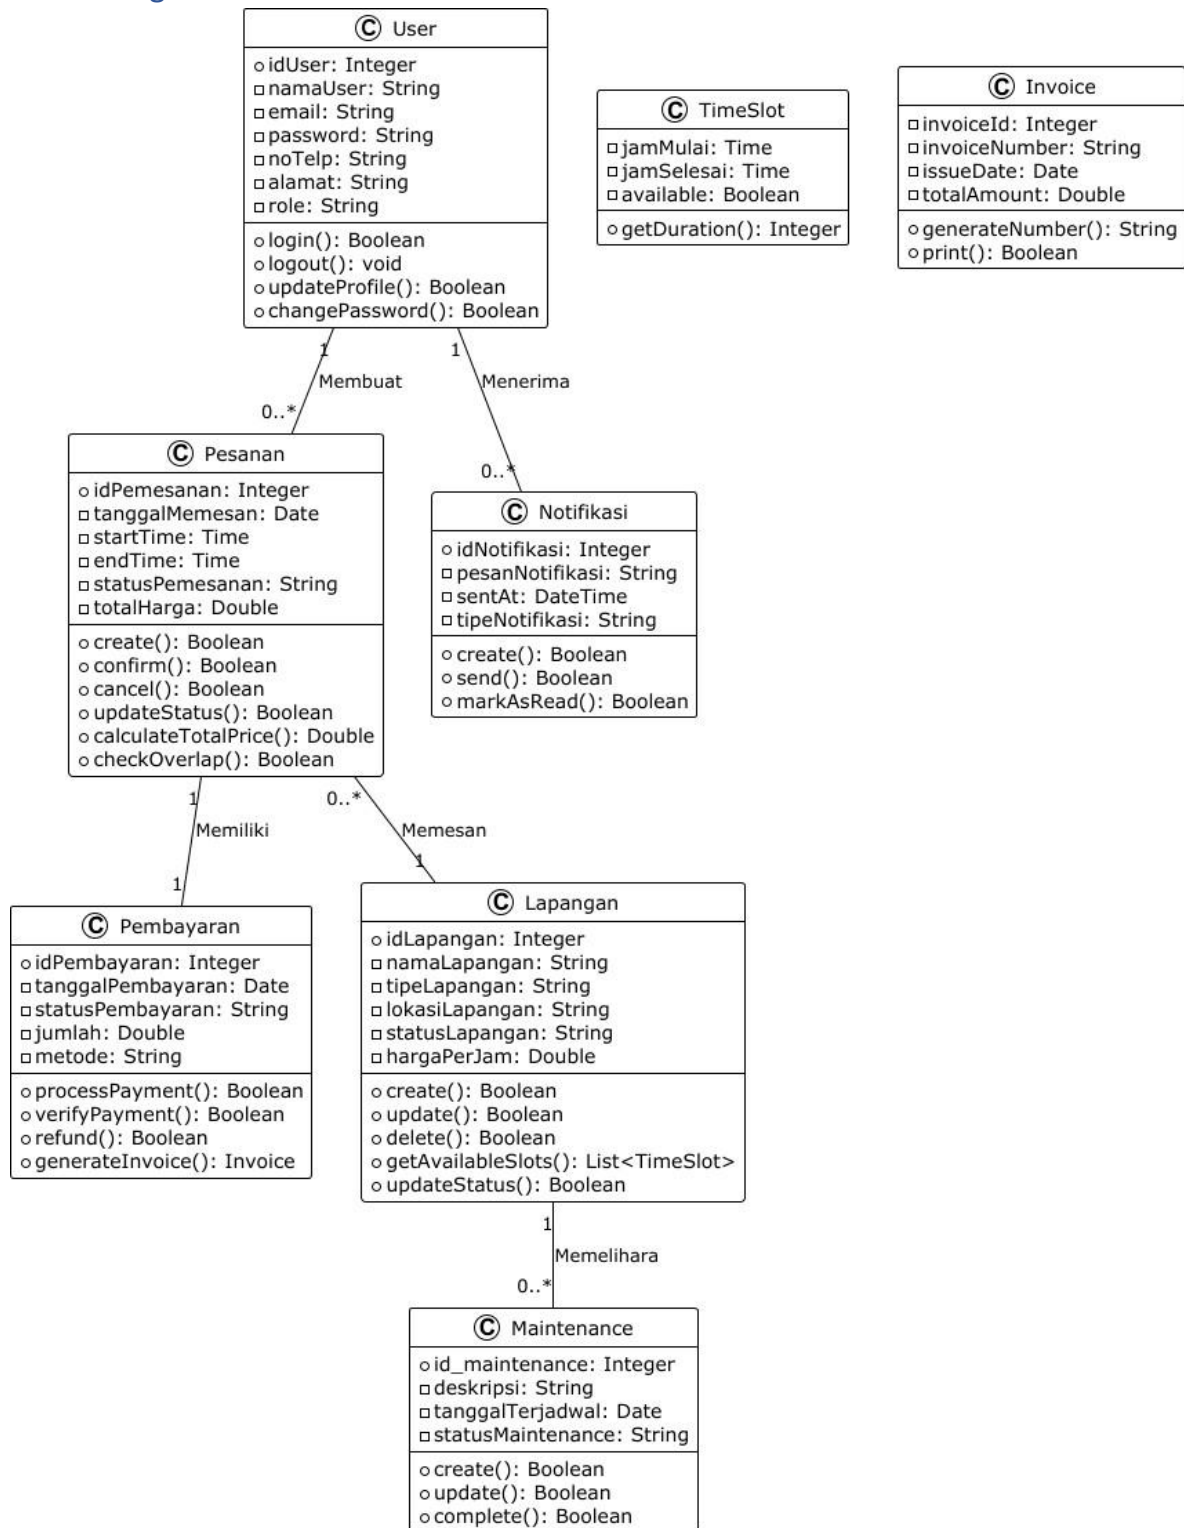 C User
idUser: Integer
namaUser: String
email: String
password: String
noTelp: String
alamat: String
role: String
login(): Boolean
logout(): void
updateProfile(): Boolean
changePassword(): Boolean
C TimeSlot
jamMulai: Time
jamSelesai: Time
available: Boolean
getDuration(): Integer
C Invoice
invoiceId: Integer
invoiceNumber: String
issueDate: Date
totalAmount: Double
generateNumber(): String
print(): Boolean
1
Membuat
0..*
1
Menerima
0..*
C Pesanan
idPemesanan: Integer
tanggalMemesan: Date
startTime: Time
endTime: Time
statusPemesanan: String
totalHarga: Double
create(): Boolean
confirm(): Boolean
cancel(): Boolean
updateStatus(): Boolean
calculateTotalPrice(): Double
checkOverlap(): Boolean
C Notifikasi
idNotifikasi: Integer
pesanNotifikasi: String
sentAt: DateTime
tipeNotifikasi: String
create(): Boolean
send(): Boolean
markAsRead(): Boolean
1
Memiliki
1
0..*
Memesan
1
C Pembayaran
idPembayaran: Integer
tanggalPembayaran: Date
statusPembayaran: String
jumlah: Double
metode: String
processPayment(): Boolean
verifyPayment(): Boolean
refund(): Boolean
generateInvoice(): Invoice
C Lapangan
idLapangan: Integer
namaLapangan: String
tipeLapangan: String
lokasiLapangan: String
statusLapangan: String
hargaPerJam: Double
create(): Boolean
update(): Boolean
delete(): Boolean
getAvailableSlots(): List<TimeSlot>
updateStatus(): Boolean
1
Memelihara
0..*
C Maintenance
id_maintenance: Integer
deskripsi: String
tanggalTerjadwal: Date
statusMaintenance: String
create(): Boolean
update(): Boolean
complete(): Boolean